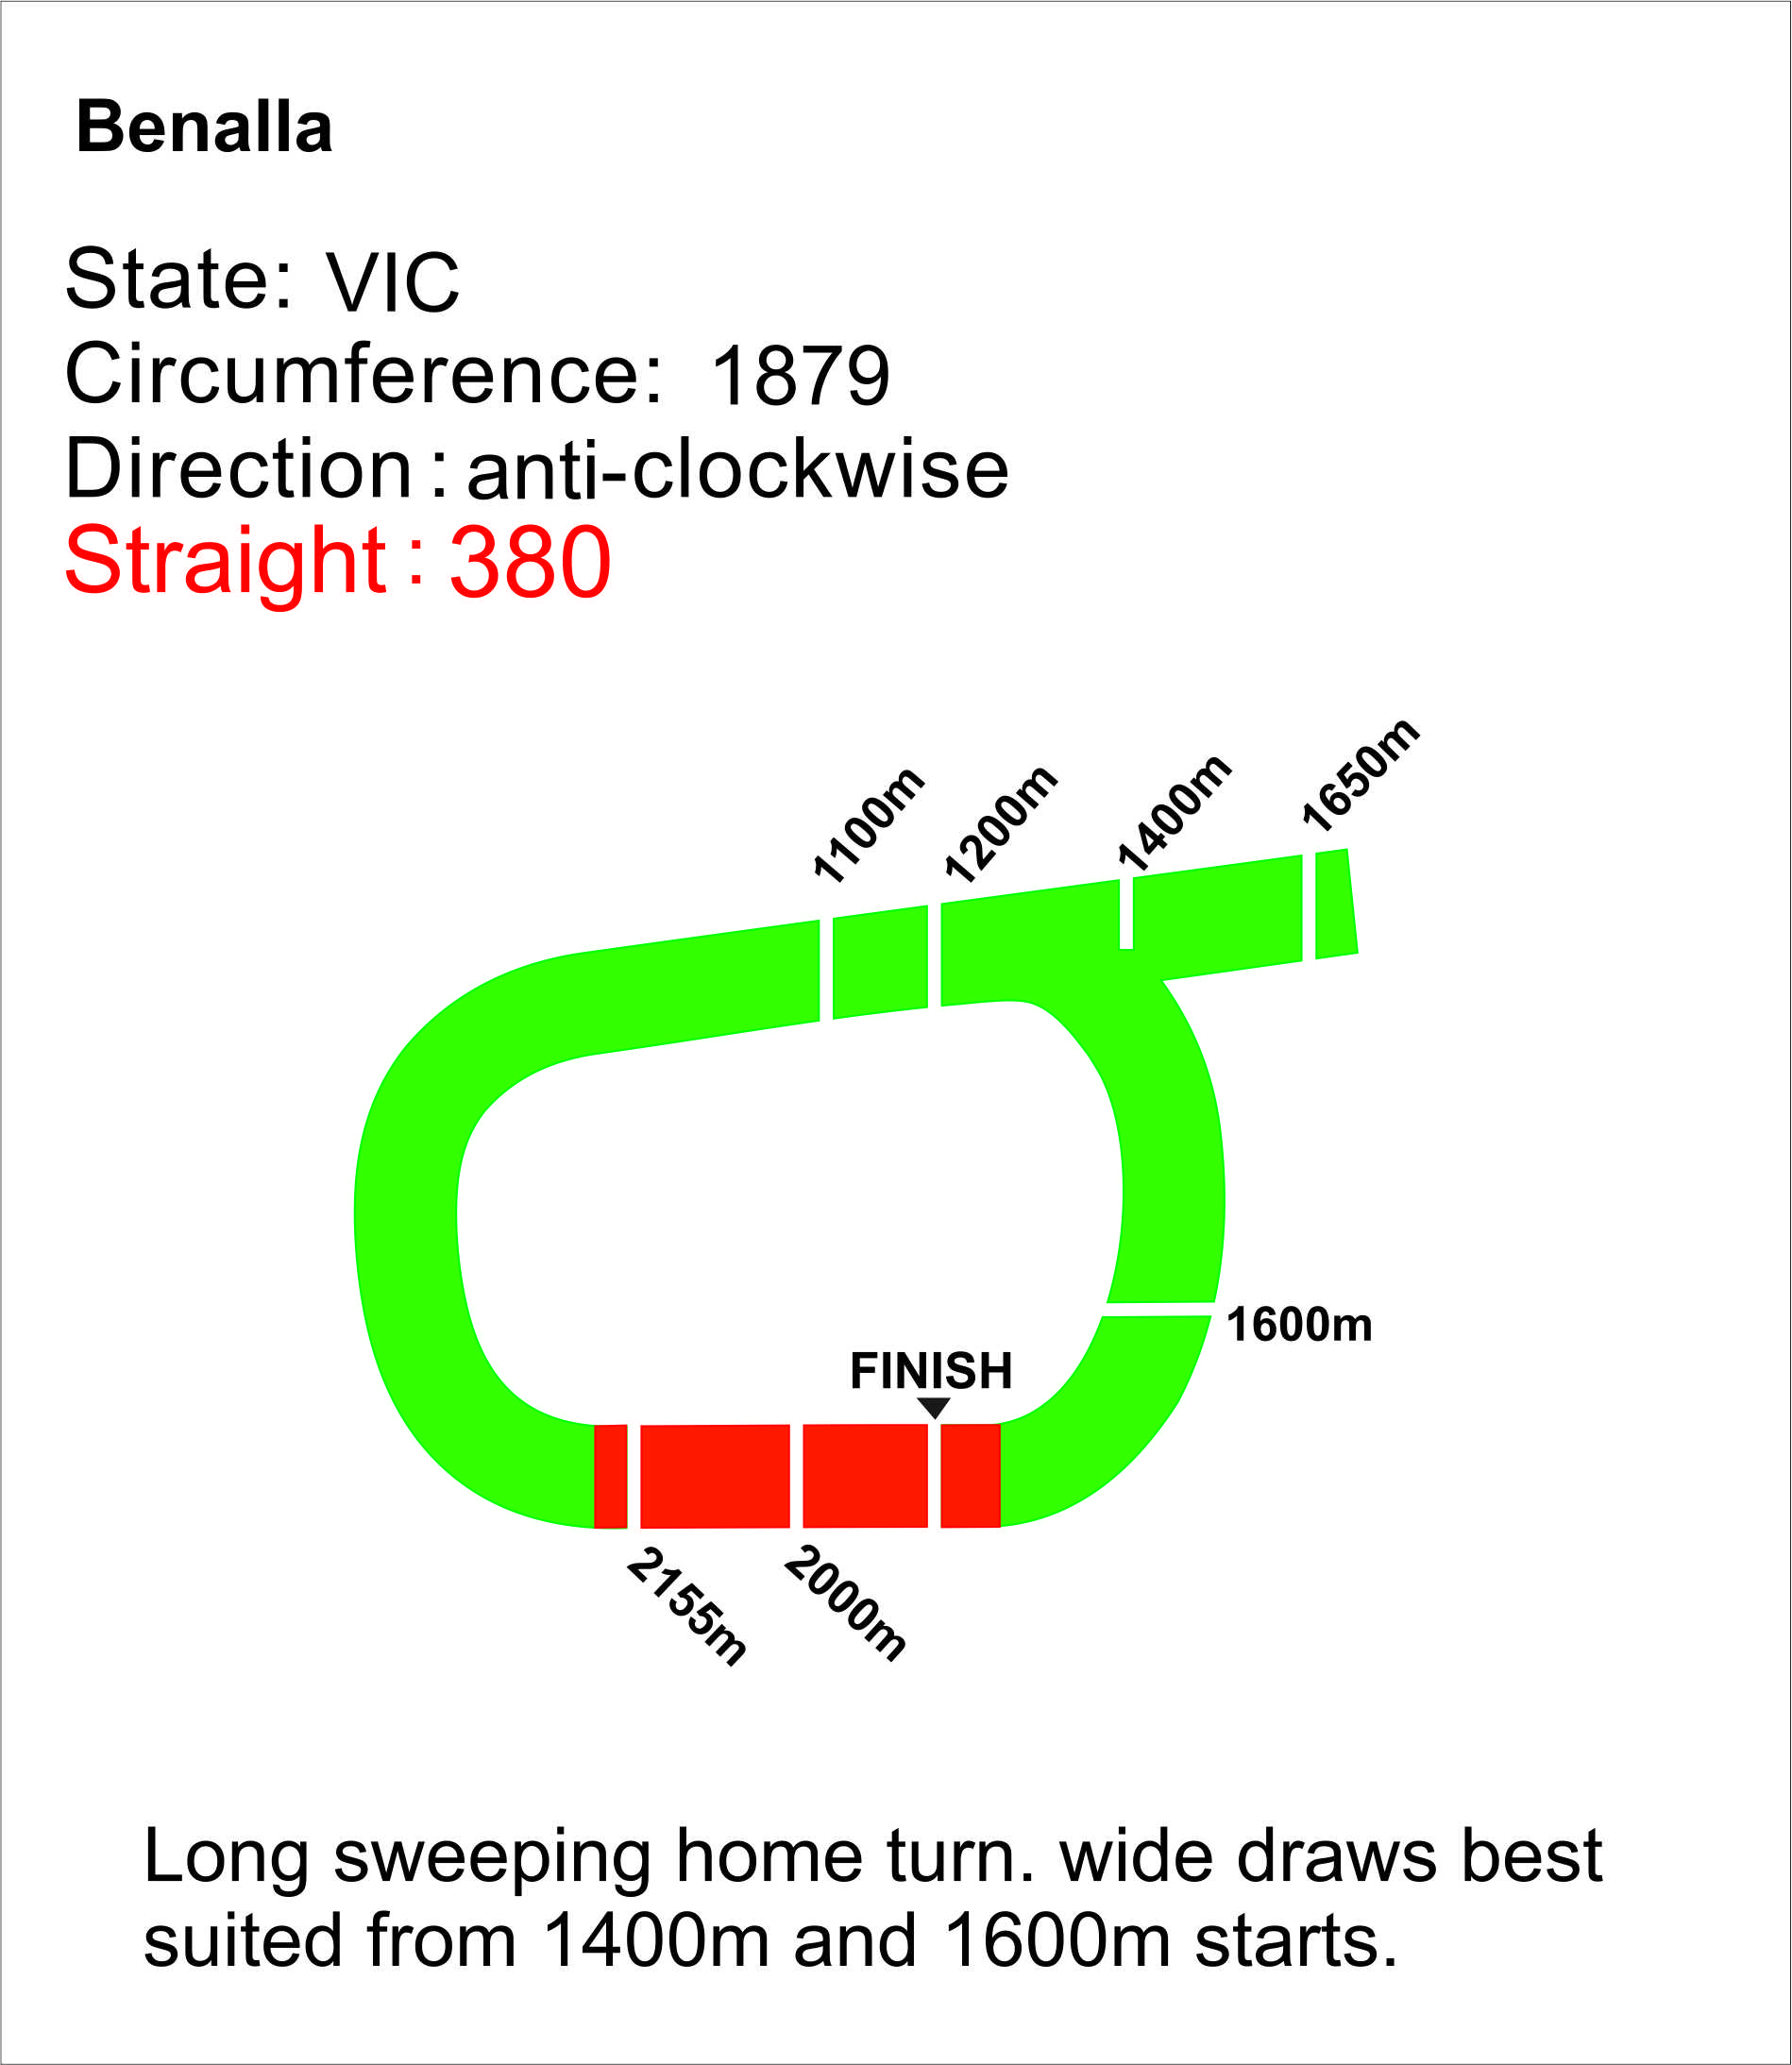 Benalla
State: VIC
Circumference: 1879
Direction : anti-clockwise
Straight : 380
1100m
1200m
1400m
1650m
1600m
FINISH
2155m
2000m
Long sweeping home turn. wide draws best
suited from 1400m and 1600m starts.